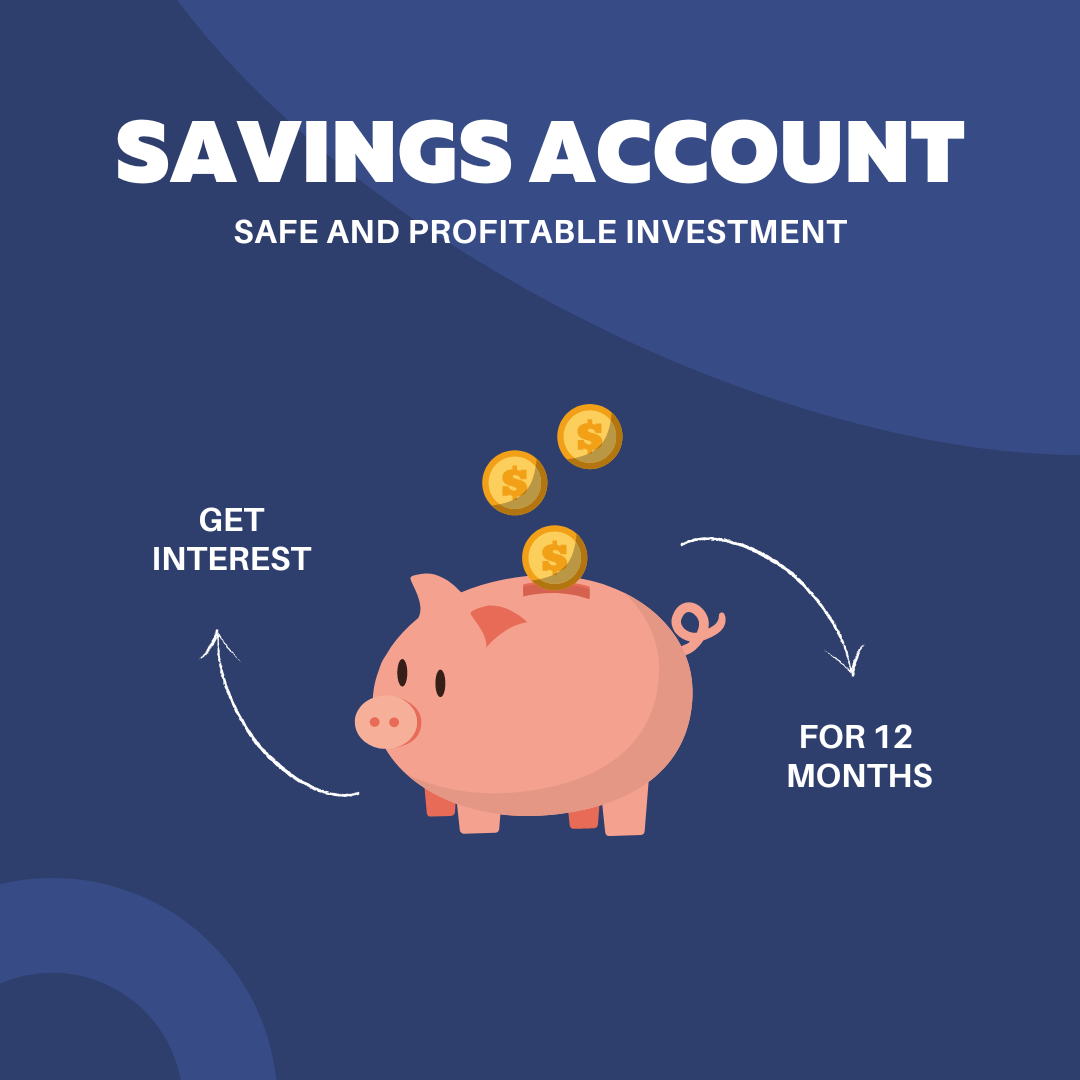 SAVINGS ACCOUNT
SAFE AND PROFITABLE INVESTMENT
$
$
$
GET
INTEREST
FOR 12
MONTHS